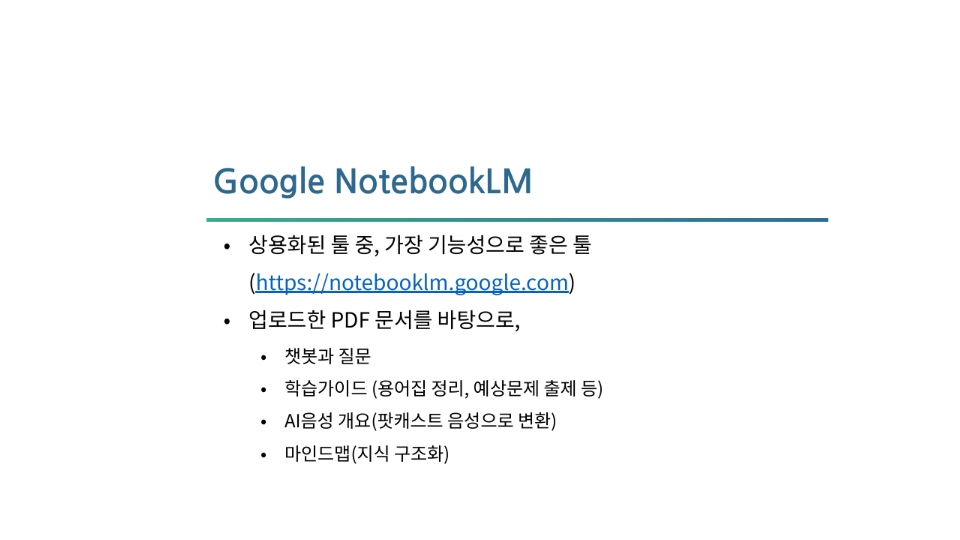 Google NotebookLM
• 상용화된 툴 중, 가장 기능성으로 좋은 툴
(https://notebooklm.google.com)
• 업로드한 PDF 문서를 바탕으로,
• 챗봇과 질문
• 학습가이드 (용어집 정리, 예상문제 출제 등)
• AI음성 개요(팟캐스트 음성으로 변환)
• 마인드맵(지식 구조화)